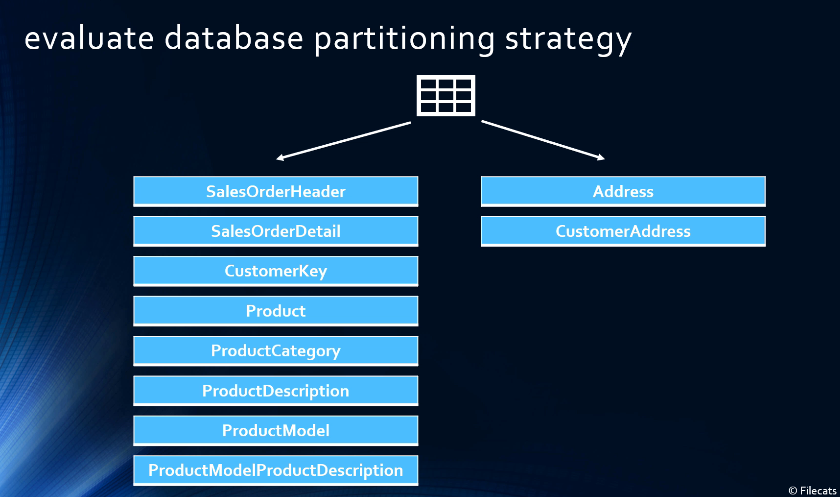 evaluate database partitioning strategy
SalesOrderHeader
SalesOrderDetail
CustomerKey
Product
ProductCategory
ProductDescription
ProductModel
ProductModelProductDescription
Address
CustomerAddress
© Filecats